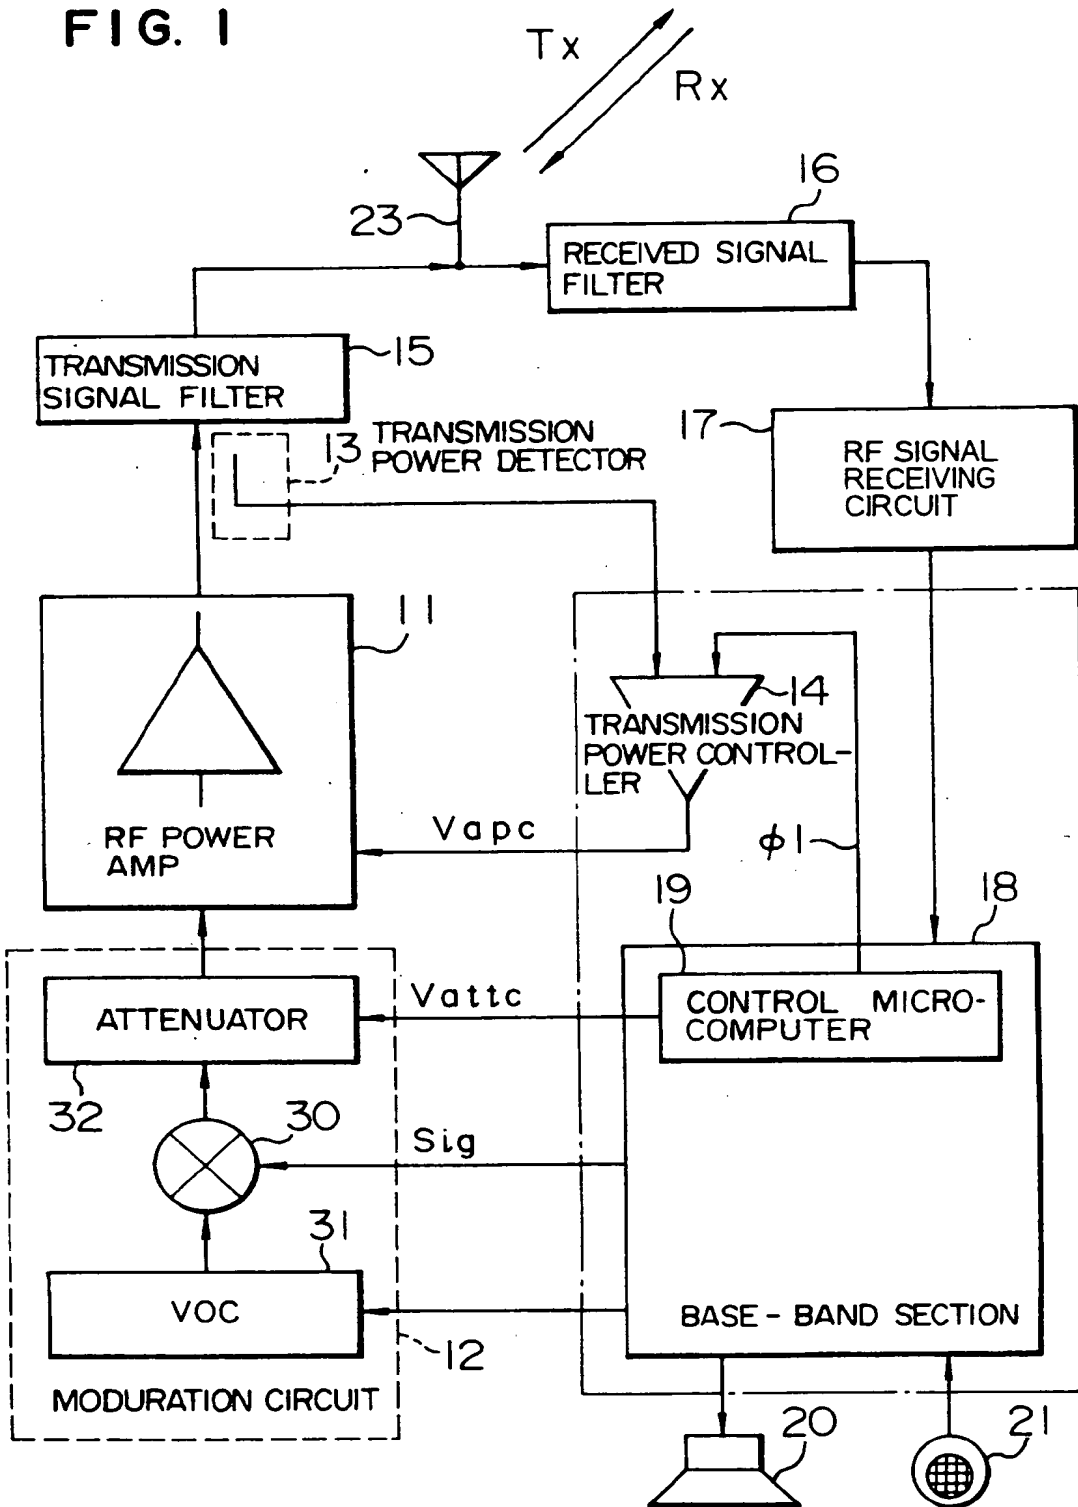 FIG. 1
Tx
Rx
23
16
RECEIVED SIGNAL
FILTER
15
TRANSMISSION
SIGNAL FILTER
13
TRANSMISSION
POWER DETECTOR
17
RF SIGNAL
RECEIVING
CIRCUIT
11
RF POWER
AMP
14
TRANSMISSION
POWER CONTROL-
LER
Vapc
φ1
19
18
CONTROL MICRO-
COMPUTER
Vattc
ATTENUATOR
32
30
Sig
31
VOC
BASE-BAND SECTION
12
MODURATION CIRCUIT
20
21